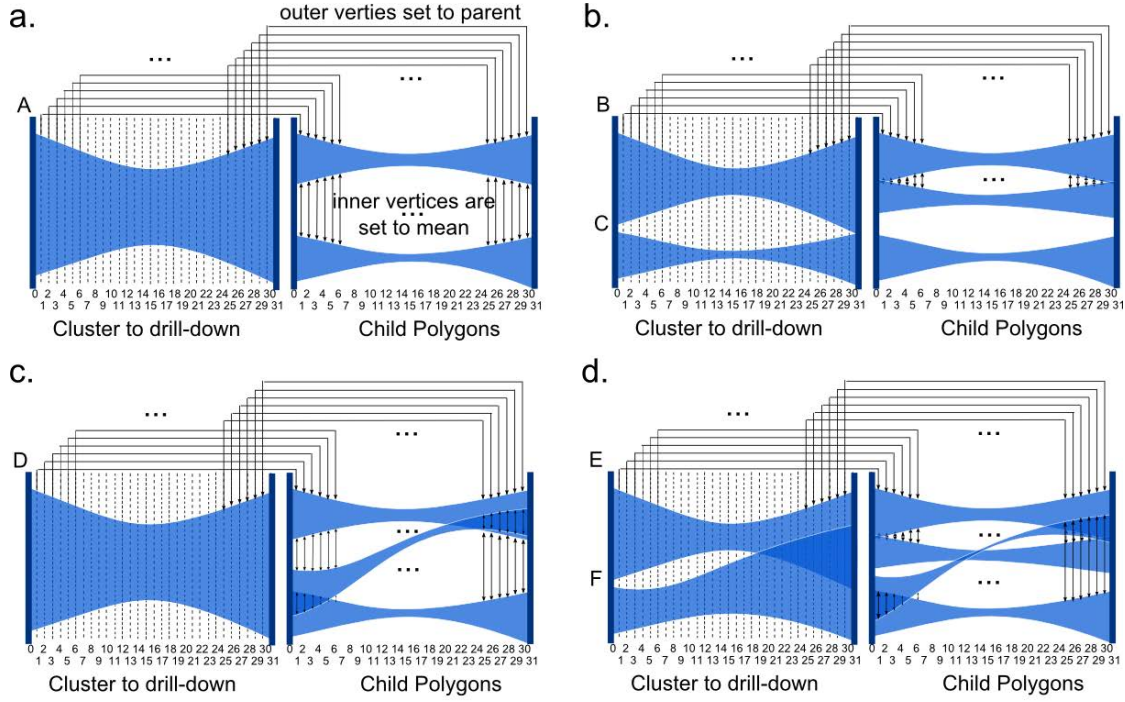 a.
outer verties set to parent
...
...
A
inner vertices are
...
set to mean
0 2 4 6 8 10 12 14 16 18 20 22 24 26 28 30
1 3 5 7 9 11 13 15 17 19 21 23 25 27 29 31
Cluster to drill-down
0 2 4 6 8 10 12 14 16 18 20 22 24 26 28 30
1 3 5 7 9 11 13 15 17 19 21 23 25 27 29 31
Child Polygons
b.
...
...
B
...
C
0 2 4 6 8 10 12 14 16 18 20 22 24 26 28 30
1 3 5 7 9 11 13 15 17 19 21 23 25 27 29 31
Cluster to drill-down
0 2 4 6 8 10 12 14 16 18 20 22 24 26 28 30
1 3 5 7 9 11 13 15 17 19 21 23 25 27 29 31
Child Polygons
c.
...
...
D
...
...
0 2 4 6 8 10 12 14 16 18 20 22 24 26 28 30
1 3 5 7 9 11 13 15 17 19 21 23 25 27 29 31
Cluster to drill-down
0 2 4 6 8 10 12 14 16 18 20 22 24 26 28 30
1 3 5 7 9 11 13 15 17 19 21 23 25 27 29 31
Child Polygons
d.
...
...
E
...
F
...
0 2 4 6 8 10 12 14 16 18 20 22 24 26 28 30
1 3 5 7 9 11 13 15 17 19 21 23 25 27 29 31
Cluster to drill-down
0 2 4 6 8 10 12 14 16 18 20 22 24 26 28 30
1 3 5 7 9 11 13 15 17 19 21 23 25 27 29 31
Child Polygons